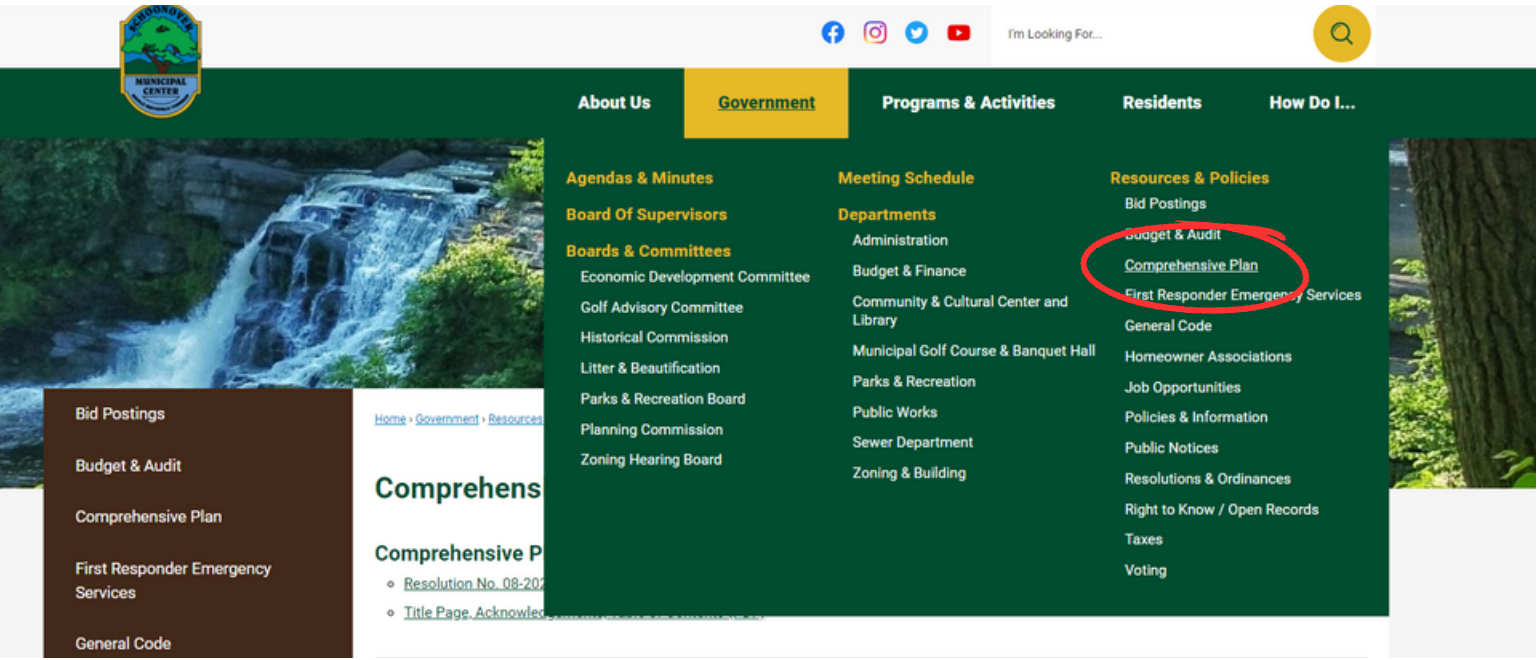 SCHOONOVER
MUNICIPAL
CENTER
I'm Looking For...
About Us
Government
Programs & Activities
Residents
How Do I...
Agendas & Minutes
Board Of Supervisors
Boards & Committees
Economic Development Committee
Golf Advisory Committee
Historical Commission
Litter & Beautification
Parks & Recreation Board
Planning Commission
Zoning Hearing Board
Meeting Schedule
Departments
Administration
Budget & Finance
Community & Cultural Center and
Library
Municipal Golf Course & Banquet Hall
Parks & Recreation
Public Works
Sewer Department
Zoning & Building
Resources & Policies
Bid Postings
Budget & Audit
Comprehensive Plan
First Responder Emergency Services
General Code
Homeowner Associations
Job Opportunities
Policies & Information
Public Notices
Resolutions & Ordinances
Right to Know / Open Records
Taxes
Voting
Bid Postings
Budget & Audit
Comprehensive Plan
First Responder Emergency
Services
General Code
Home › Government › Resources
Comprehens
Comprehensive P
Resolution No. 08-202
Title Page, Acknowled